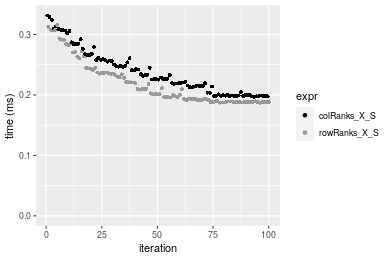 time (ms)
0.3
0.2
0.1
0.0
0
25
50
75
100
iteration
expr
colRanks_X_S
rowRanks_X_S